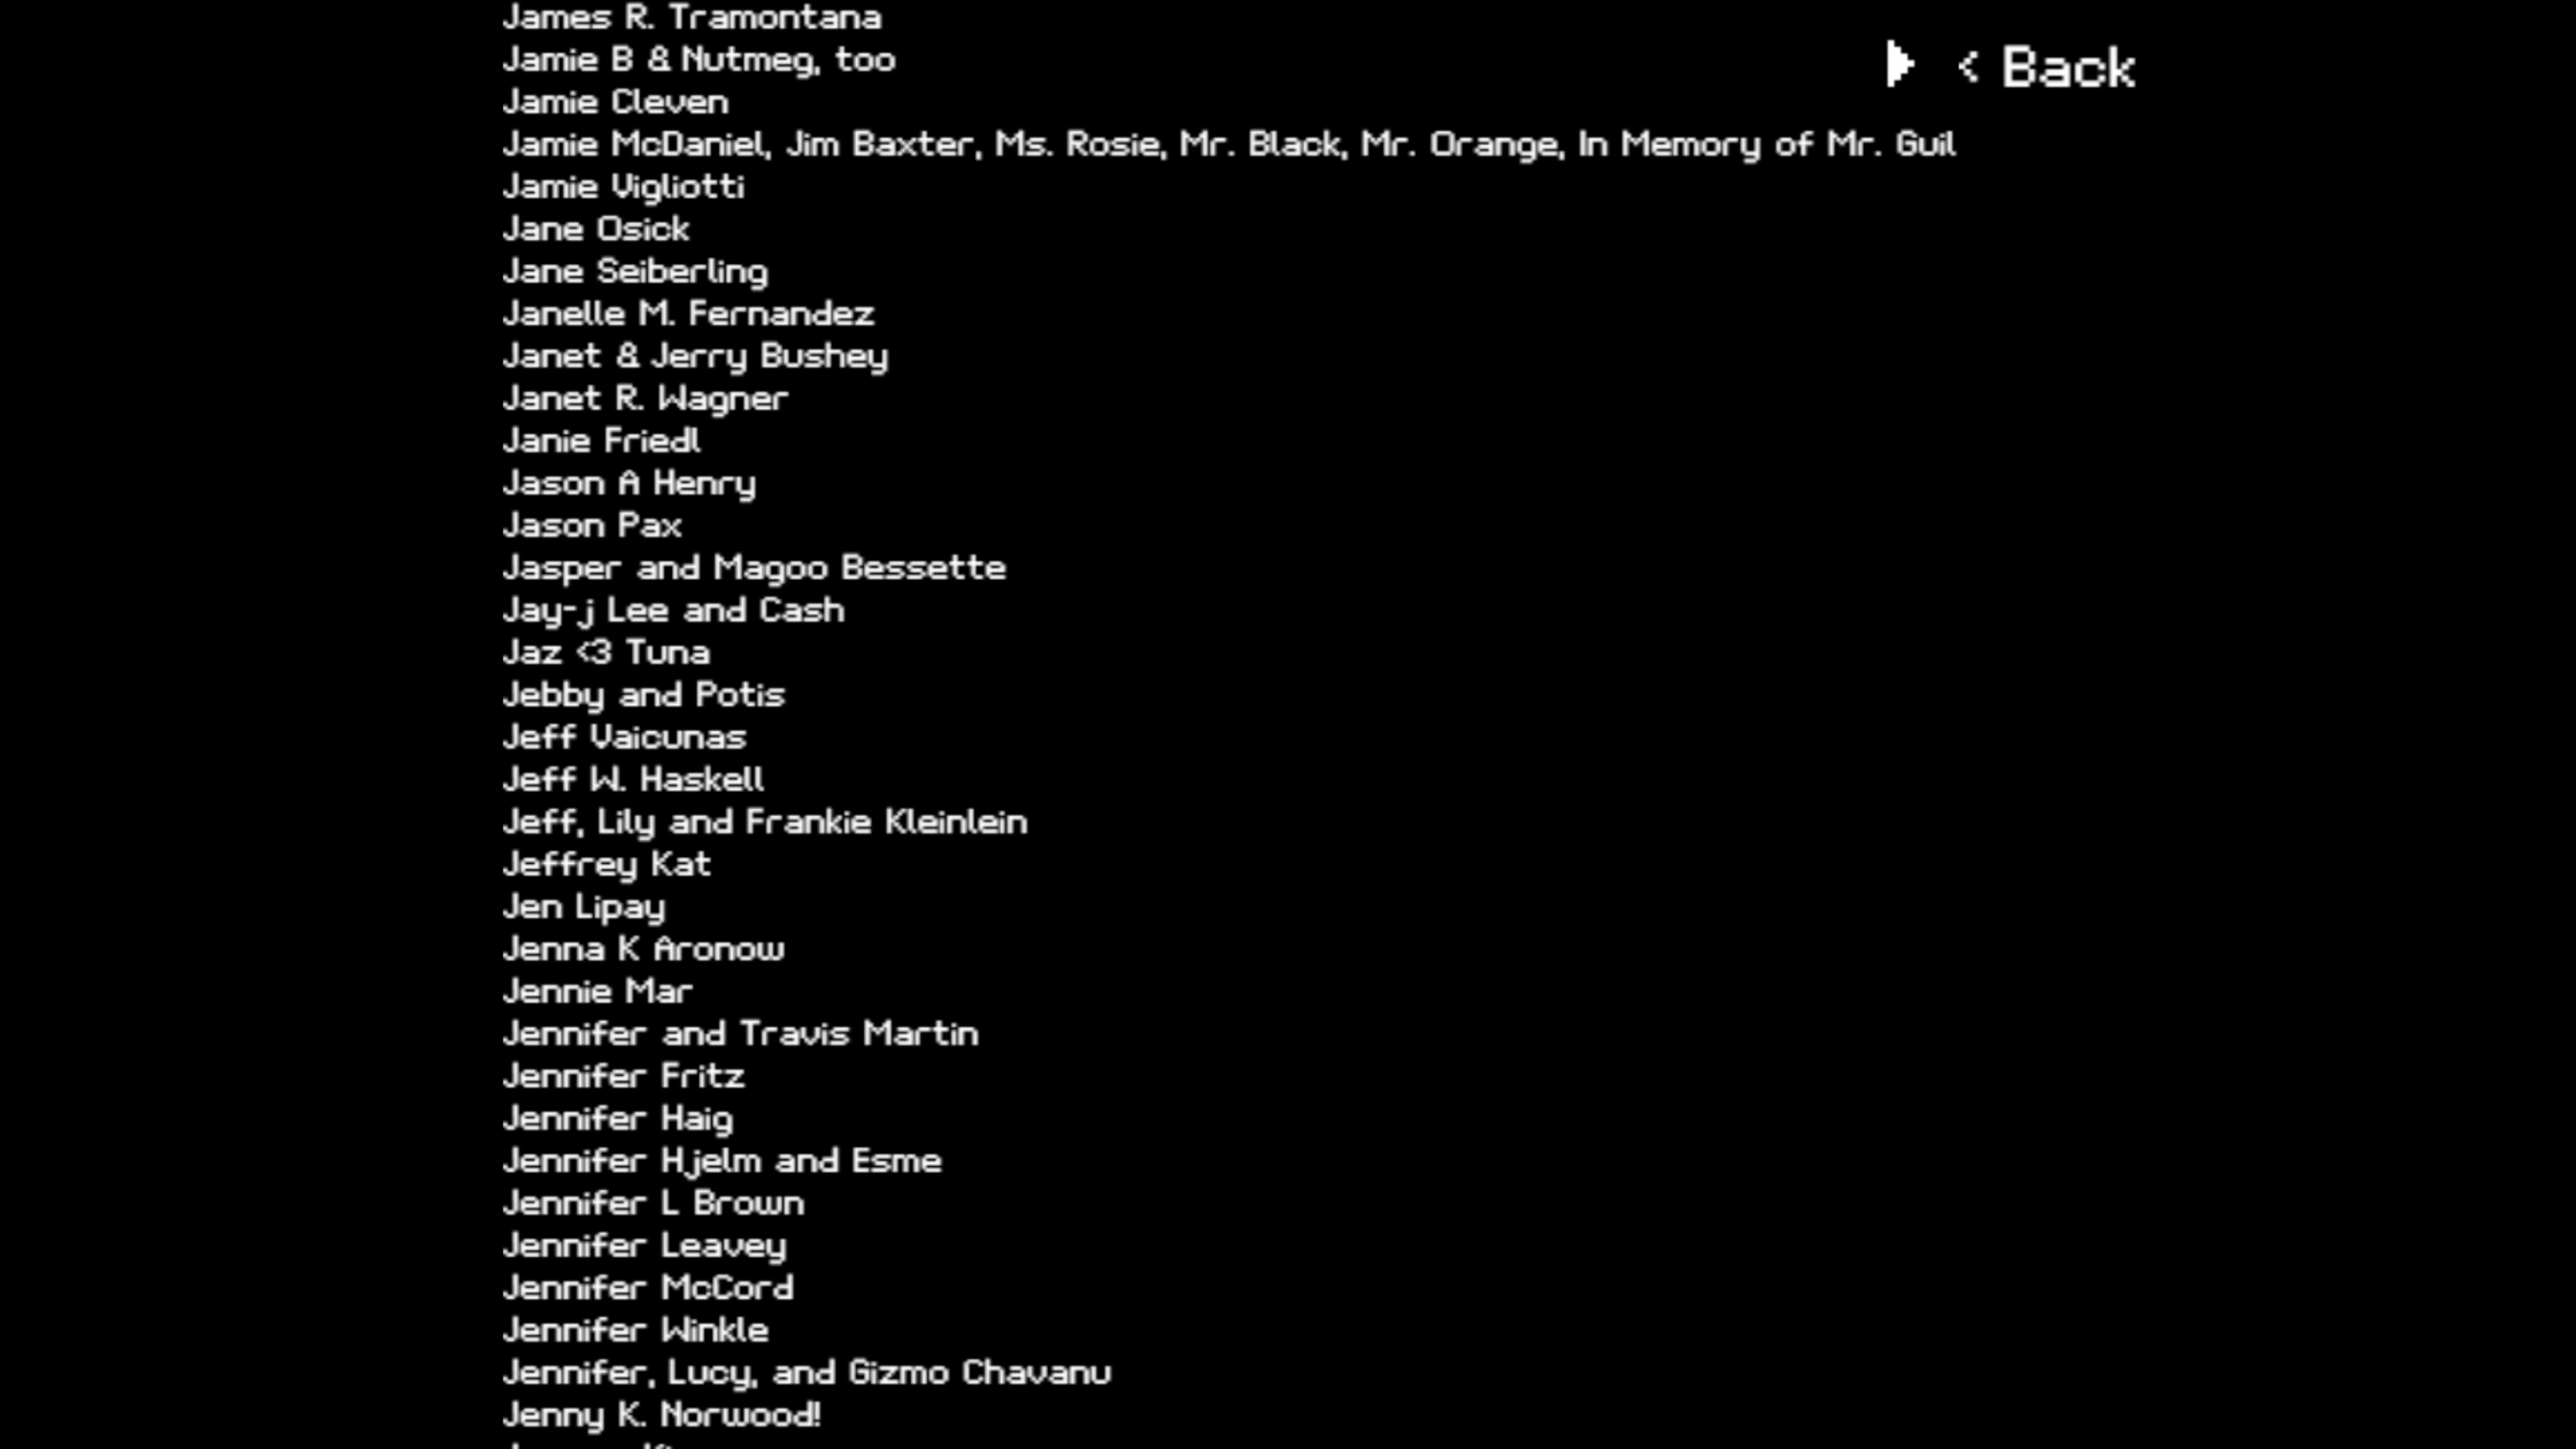 James R. Tramontana
Jamie B & Nutmeg, too
< Back
Jamie Cleven
Jamie McDaniel, Jim Baxter, Ms. Rosie, Mr. Black, Mr. Orange, In Memory of Mr. Guil
Jamie Vigliotti
Jane Osick
Jane Seiberling
Janelle M. Fernandez
Janet & Jerry Bushey
Janet R. Wagner
Janie Friedl
Jason A Henry
Jason Pax
Jasper and Magoo Bessette
Jay-j Lee and Cash
Jaz <3 Tuna
Jebby and Potis
Jeff Vaicunas
Jeff W. Haskell
Jeff, Lily and Frankie Kleinlein
Jeffrey Kat
Jen Lipay
Jenna K Aronow
Jennie Mar
Jennifer and Travis Martin
Jennifer Fritz
Jennifer Haig
Jennifer Hjelm and Esme
Jennifer L Brown
Jennifer Leavey
Jennifer McCord
Jennifer Winkle
Jennifer, Lucy, and Gizmo Chavanu
Jenny K. Norwood!